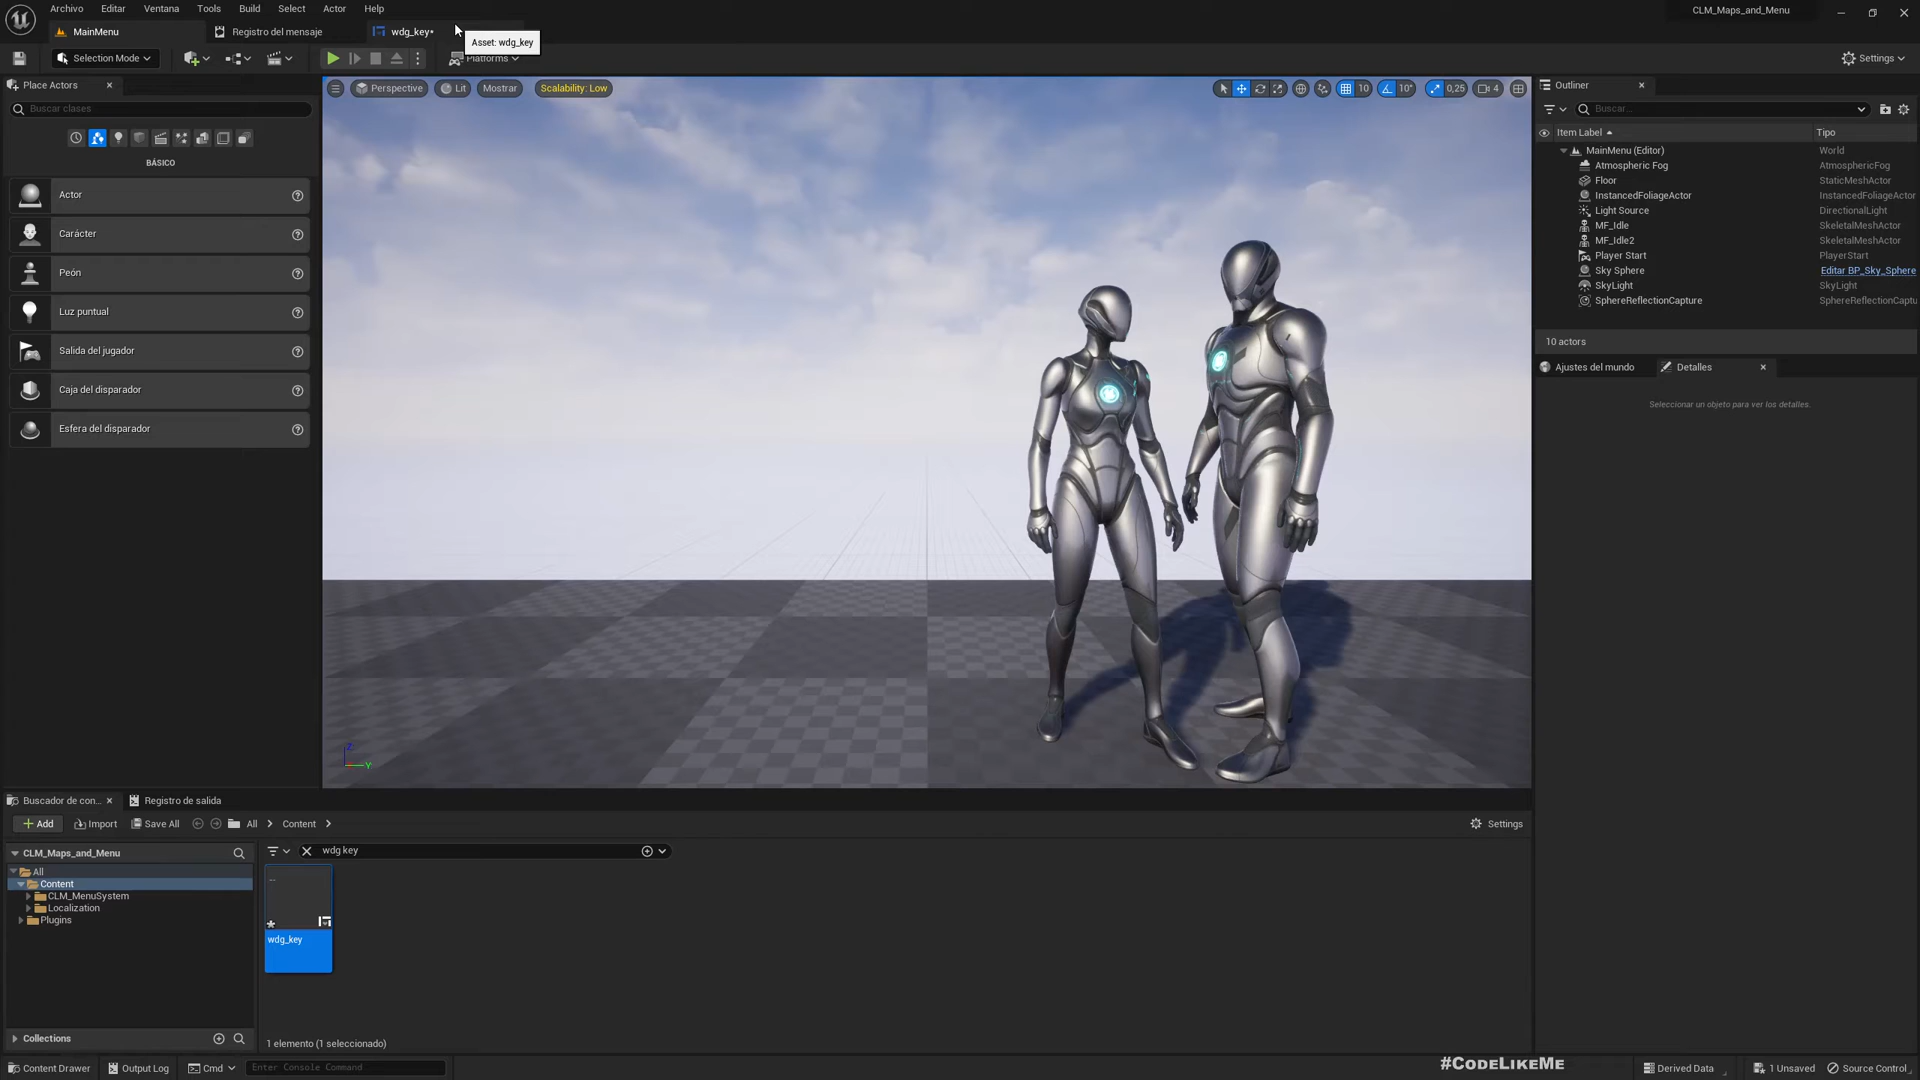 Archivo Editar Ventana Tools Build Select Actor Help
CLM_Maps_and_Menu
MainMenu
Registro del mensaje
wdg_key*
Asset: wdg_key
Selection Mode
Platforms
Settings
Place Actors
Buscar clases
BÁSICO
Actor
Carácter
Peón
Luz puntual
Salida del jugador
Caja del disparador
Esfera del disparador
Perspective
Lit
Mostrar
Scalability: Low
10
10°
0,25
4
Z
Y
Outliner
Buscar...
Item Label
Tipo
MainMenu (Editor) World
Atmospheric Fog AtmosphericFog
Floor StaticMeshActor
InstancedFoliageActor InstancedFoliageActor
Light Source DirectionalLight
MF_Idle SkeletalMeshActor
MF_Idle2 SkeletalMeshActor
Player Start PlayerStart
Sky Sphere Editar BP_Sky_Sphere
SkyLight SkyLight
SphereReflectionCapture SphereReflectionCaptu
10 actors
Ajustes del mundo
Detalles
Seleccionar un objeto para ver los detalles.
Buscador de con...
Registro de salida
Add
Import
Save All
All
Content
Settings
CLM_Maps_and_Menu
All
Content
CLM_MenuSystem
Localization
Plugins
Collections
wdg key
wdg_key
1 elemento (1 seleccionado)
#CODELIKEME
Content Drawer
Output Log
Cmd
Enter Console Command
Derived Data
1 Unsaved
Source Control